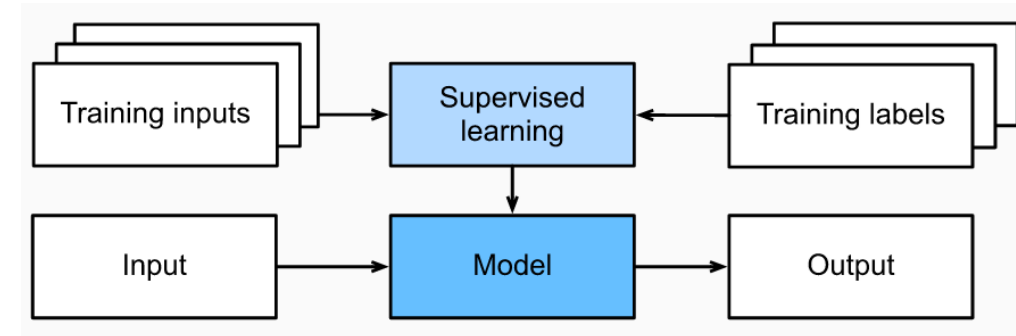 Training inputs
Supervised
learning
Training labels
Input
Model
Output